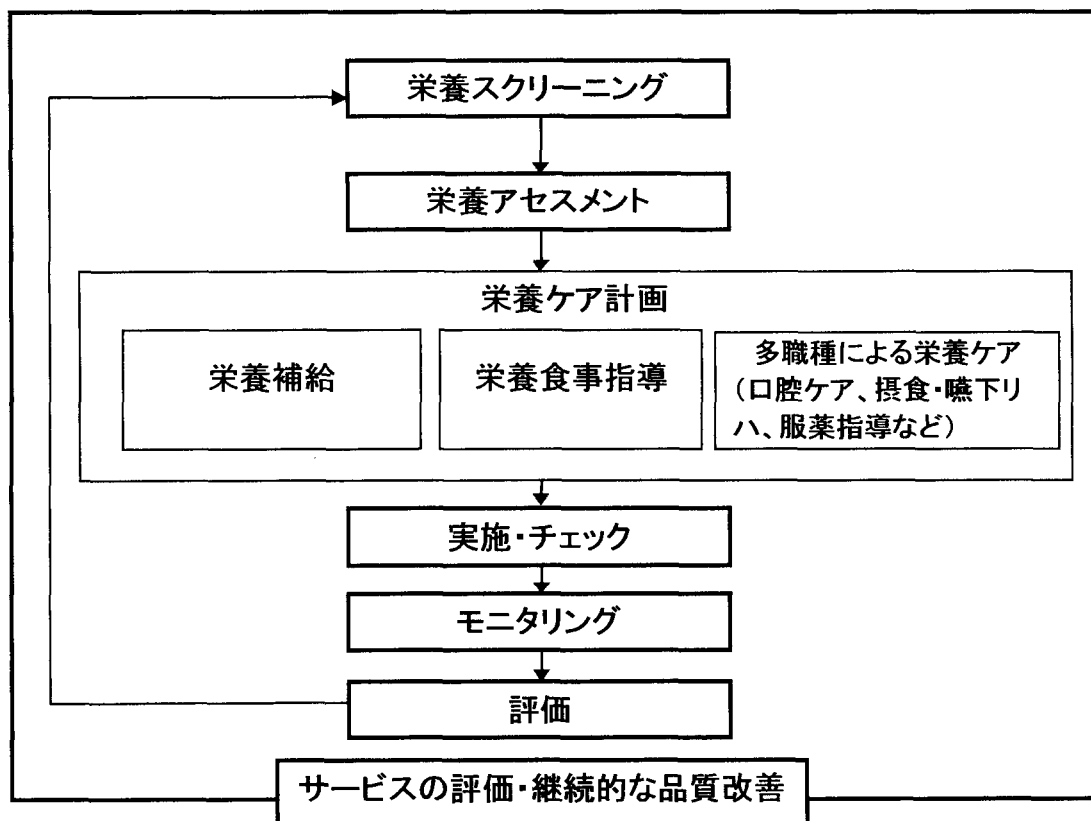 栄養スクリーニング
栄養アセスメント
栄養ケア計画
栄養補給
栄養食事指導
多職種による栄養ケア
(口腔ケア、摂食・嚥下リ
ハ、服薬指導など)
実施・チェック
モニタリング
評価
サービスの評価・継続的な品質改善